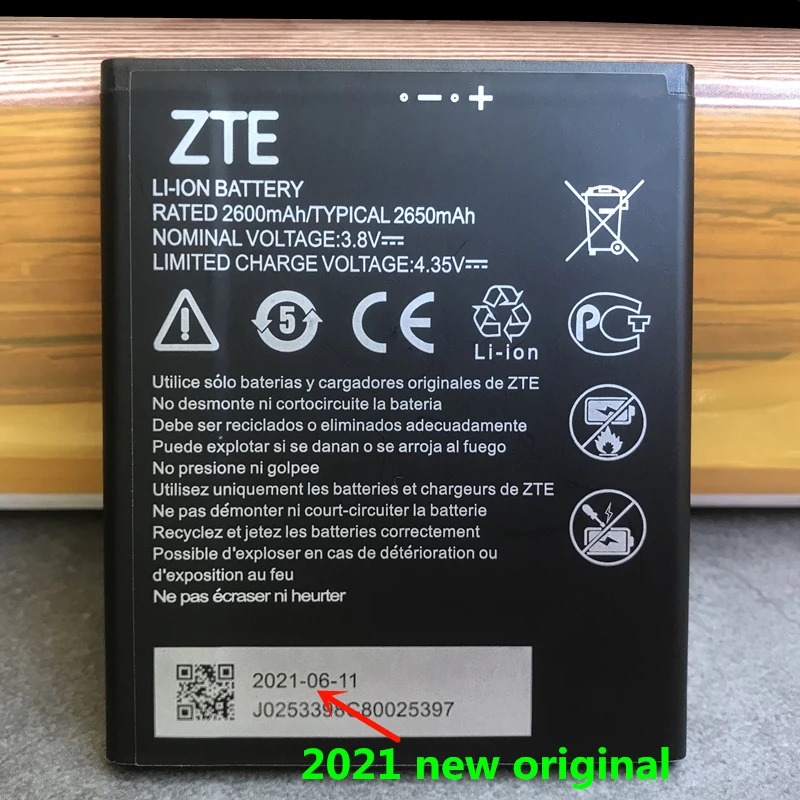 ZTE
LI-ION BATTERY
RATED 2600mAh/TYPICAL 2650mAh
NOMINAL VOLTAGE:3.8V⎓
LIMITED CHARGE VOLTAGE:4.35V⎓
5
CE
Li-ion
PCT
Utilice sólo baterias y cargadores originales de ZTE
No desmonte ni cortocircuite la bateria
Debe ser reciclados o eliminados adecuadamente
Puede explotar si se danan o se arroja al fuego
No presione ni golpee
Utilisez uniquement les batteries et chargeurs de ZTE
Ne pas démonter ni court-circuiter la batterie
Recyclez et jetez les batteries correctement
Possible d'exploser en cas de détérioration ou
d'exposition au feu
Ne pas écraser ni heurter
2021-06-11
J0253398C80025397
2021 new original